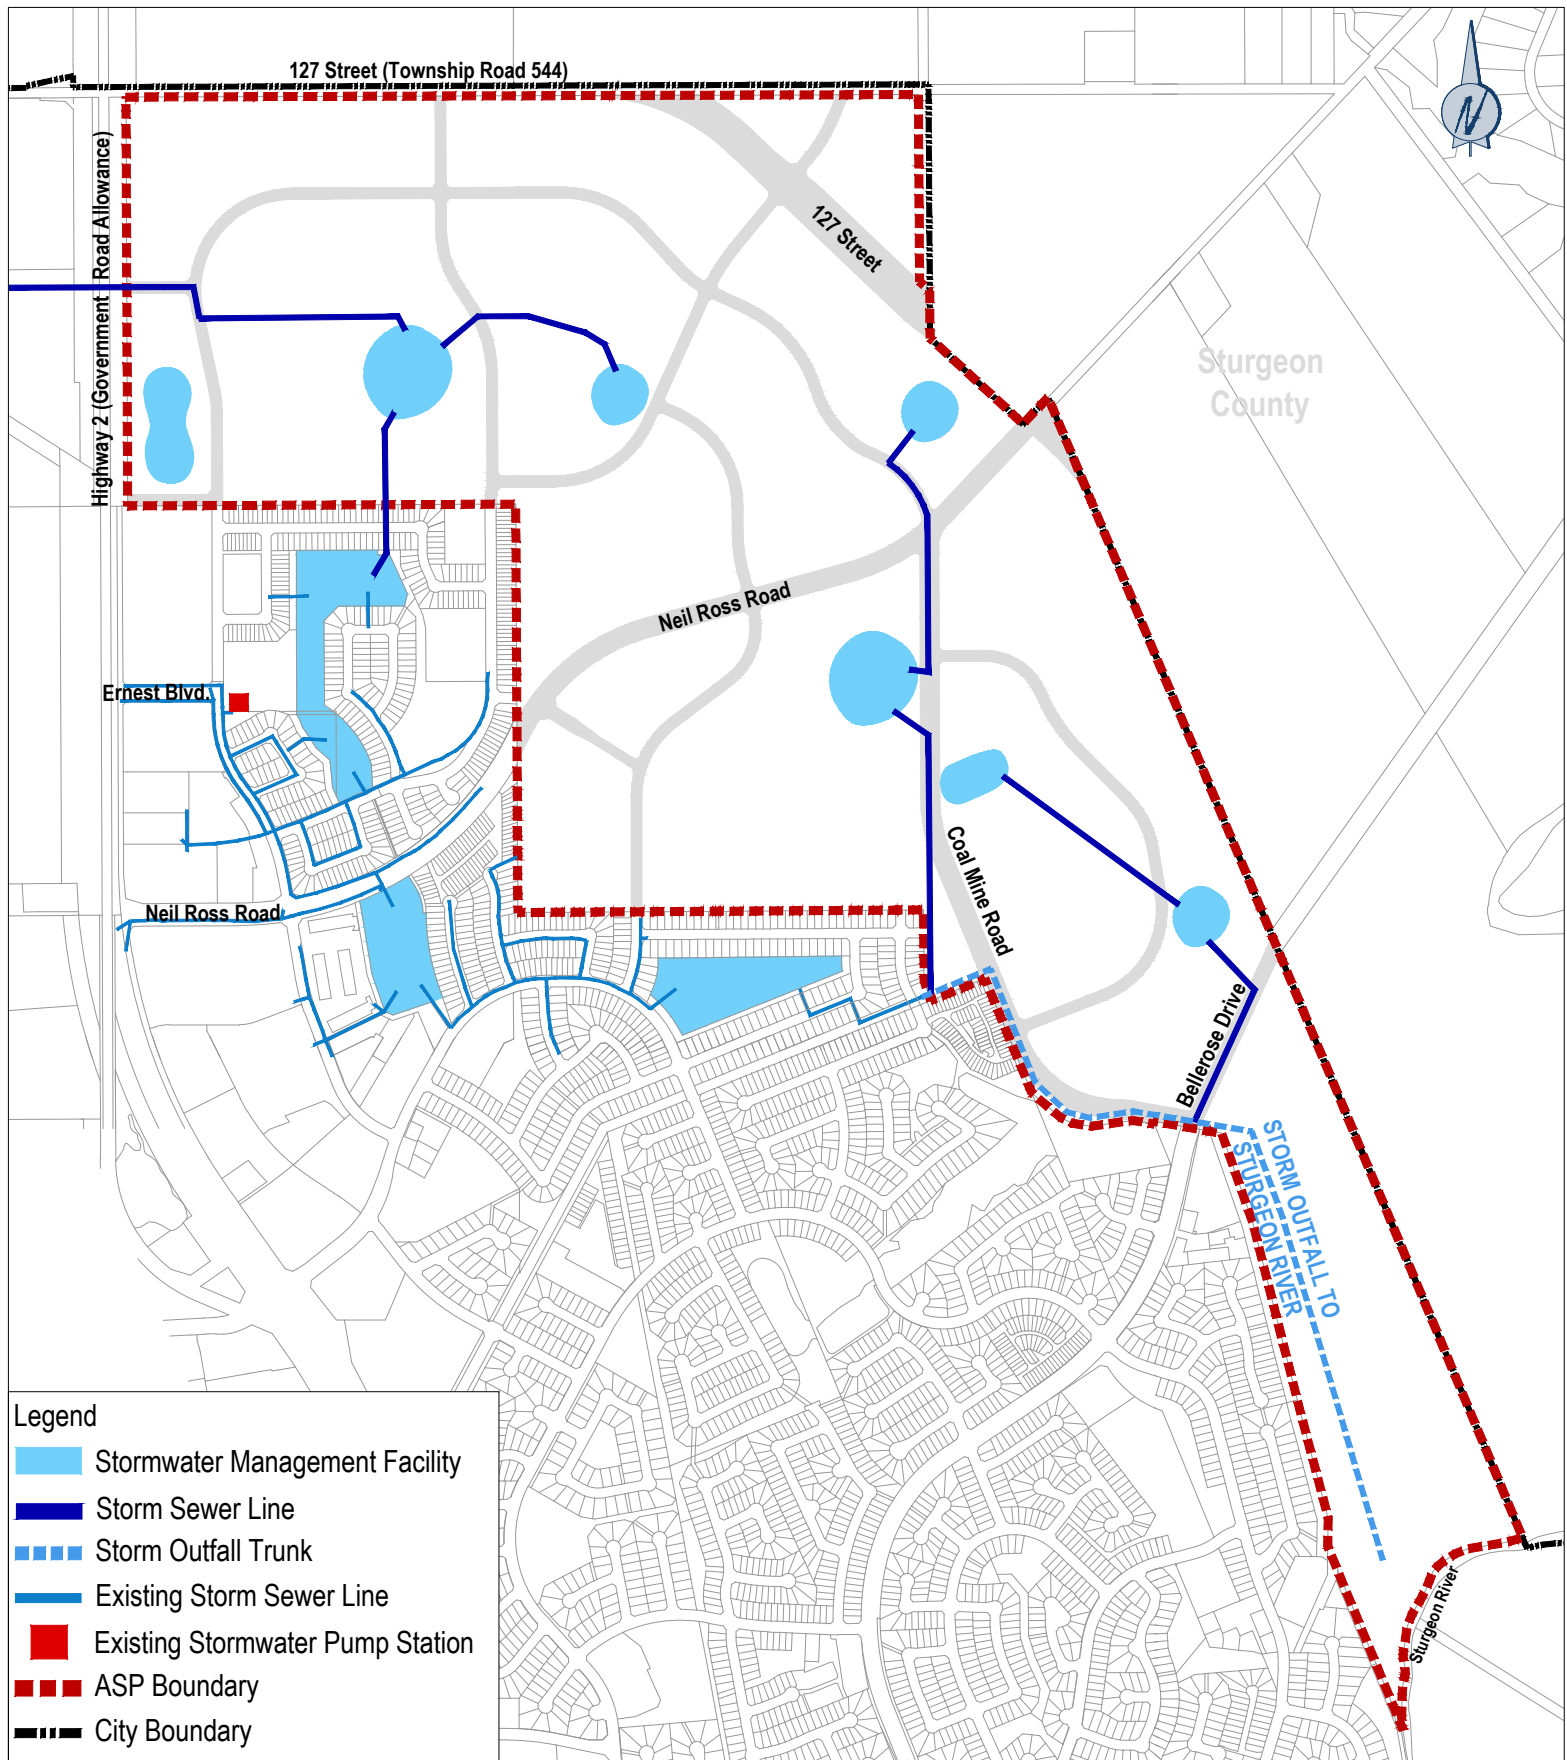 127 Street (Township Road 544)
N
Highway 2 (Government Road Allowance)
127 Street
Sturgeon
County
Neil Ross Road
Ernest Blvd.
Coal Mine Road
Neil Ross Road
Bellerose Drive
STORM OUTFALL TO
STURGEON RIVER
Sturgeon River
Legend
Stormwater Management Facility
Storm Sewer Line
Storm Outfall Trunk
Existing Storm Sewer Line
Existing Stormwater Pump Station
ASP Boundary
City Boundary